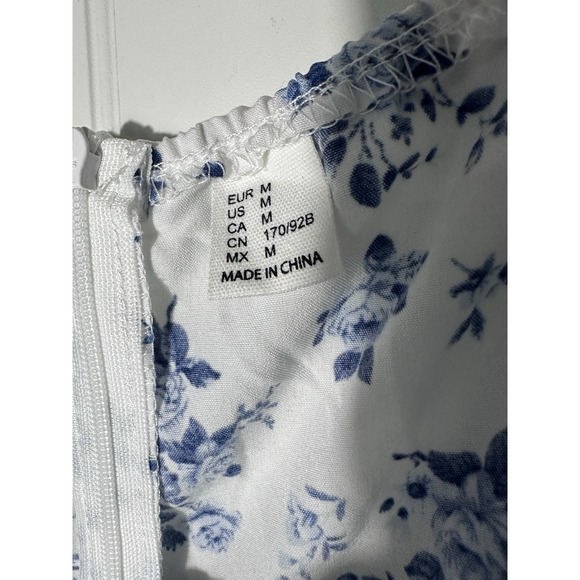 EUR M
US M
CA M
CN 170/92B
MX M
MADE IN CHINA